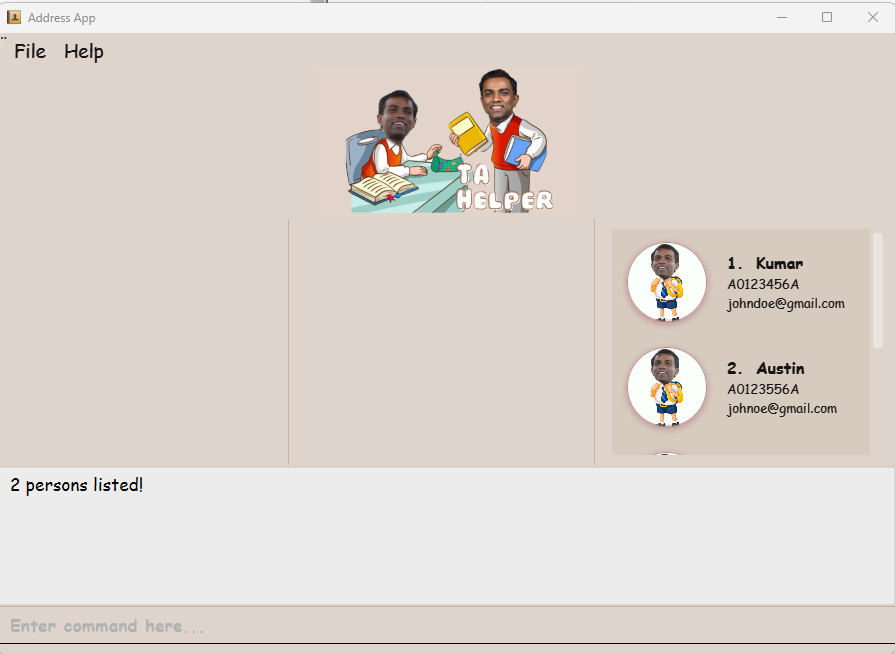 Address App
File Help
TA
HELPER
1. Kumar
A0123456A
johndoe@gmail.com
2. Austin
A0123556A
johnoe@gmail.com
2 persons listed!
Enter command here...